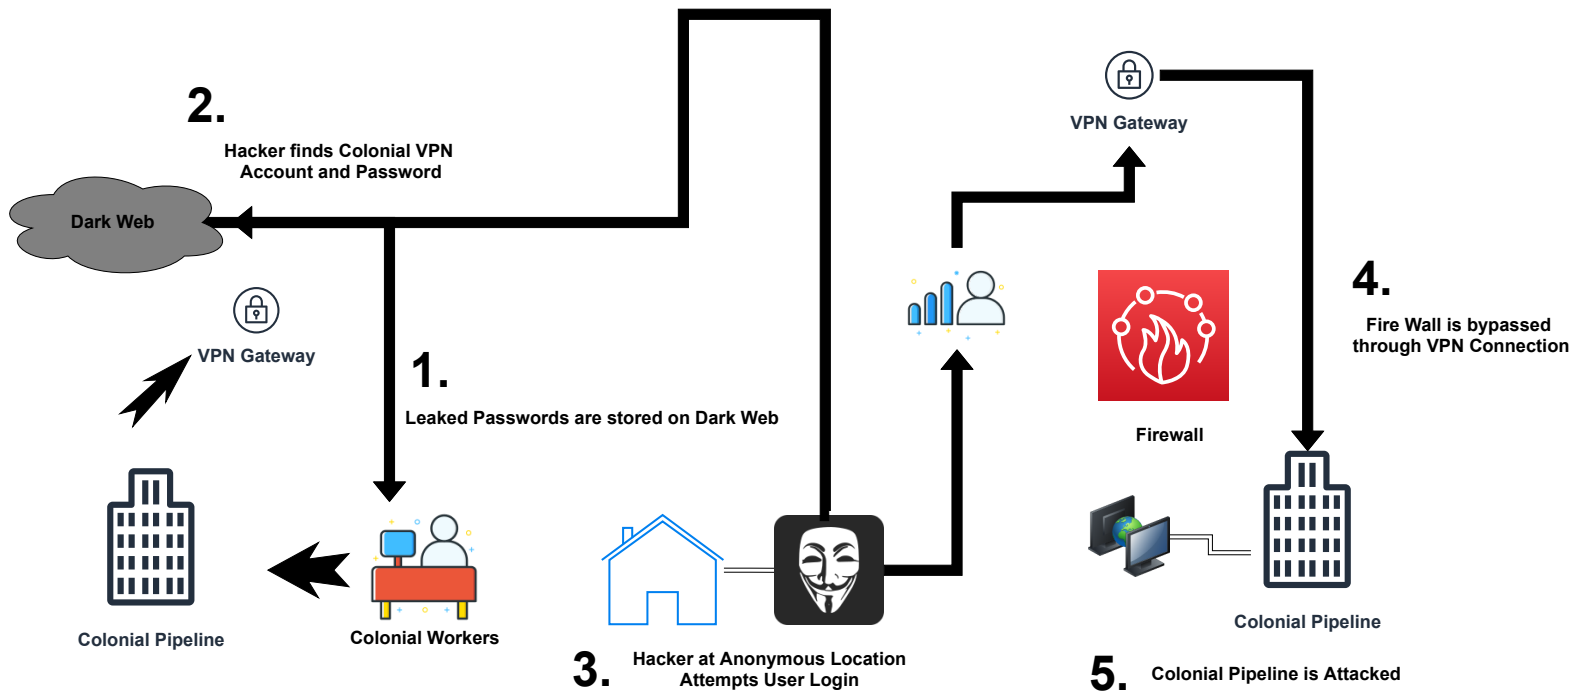 2.
Hacker finds Colonial VPN
Account and Password
Dark Web
VPN Gateway
1.
Leaked Passwords are stored on Dark Web
Colonial Pipeline
Colonial Workers
3.
Hacker at Anonymous Location
Attempts User Login
VPN Gateway
Firewall
4.
Fire Wall is bypassed
through VPN Connection
Colonial Pipeline
5.
Colonial Pipeline is Attacked